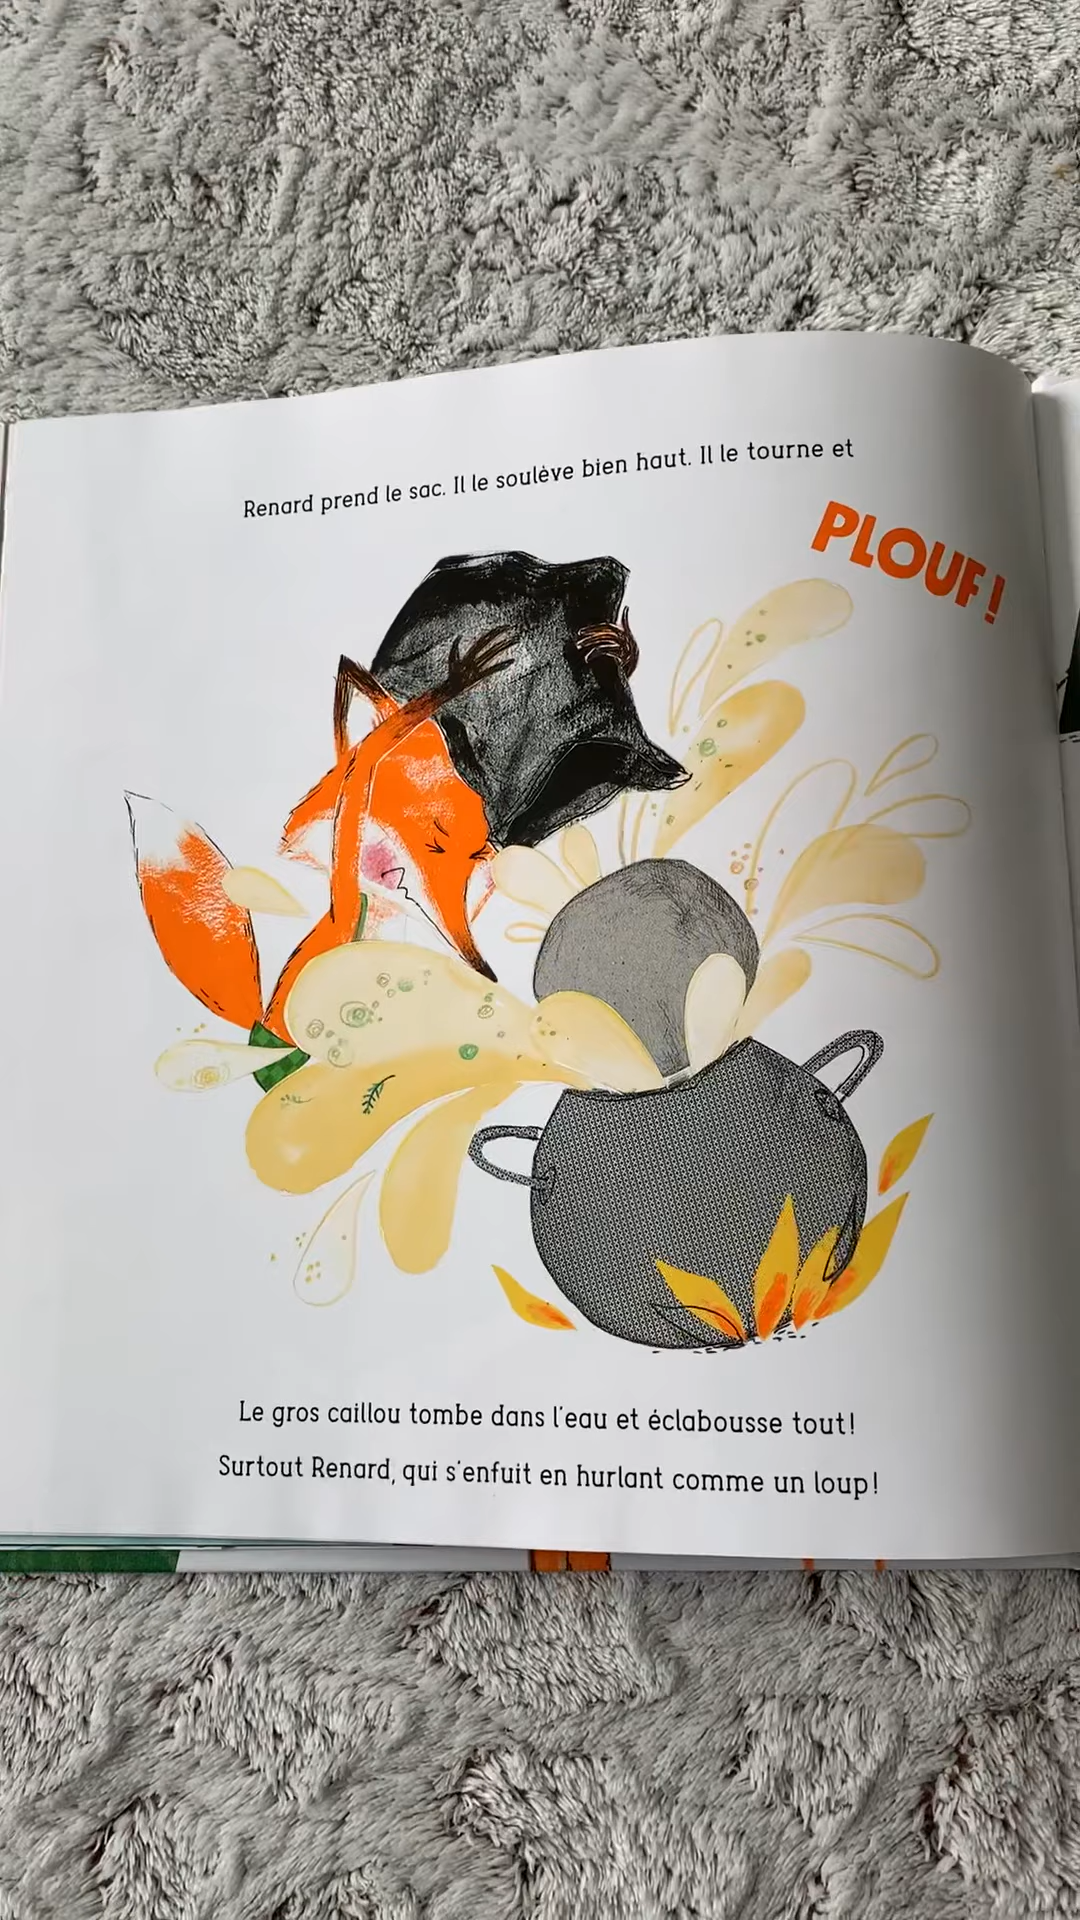 Renard prend le sac. Il le soulève bien haut. Il le tourne et
PLOUF !
Le gros caillou tombe dans l'eau et éclabousse tout !
Surtout Renard, qui s'enfuit en hurlant comme un loup !